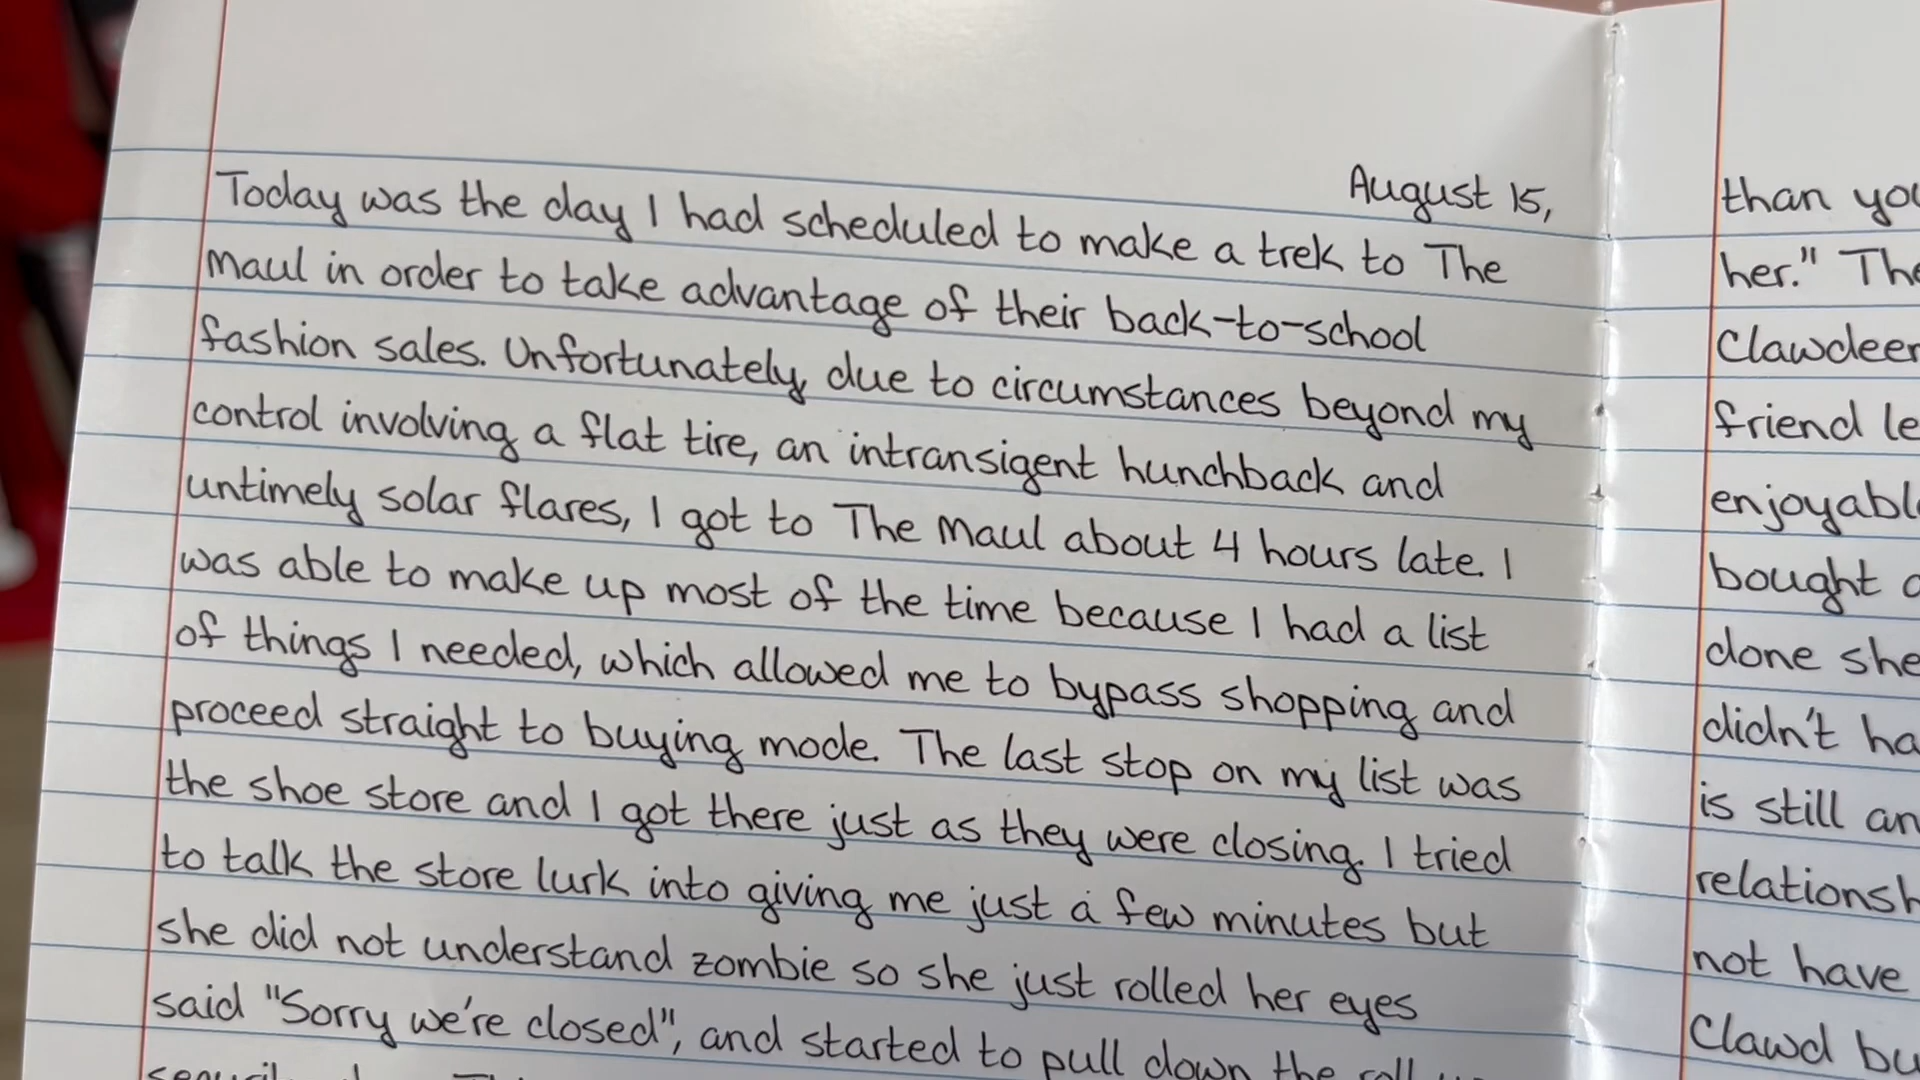 August 15,
Today was the day I had scheduled to make a trek to The
Maul in order to take advantage of their back-to-school
fashion sales. Unfortunately, due to circumstances beyond my
control involving a flat tire, an intransigent hunchback and
untimely solar flares, I got to The Maul about 4 hours late. I
was able to make up most of the time because I had a list
of things I needed, which allowed me to bypass shopping and
proceed straight to buying mode. The last stop on my list was
the shoe store and I got there just as they were closing. I tried
to talk the store lurk into giving me just a few minutes but
she did not understand zombie so she just rolled her eyes
said "Sorry we're closed", and started to pull down the roll
than you
her." The
Clawdeen
friend
enjoyable
bought
done she
didn't
is still
not have
Clawd